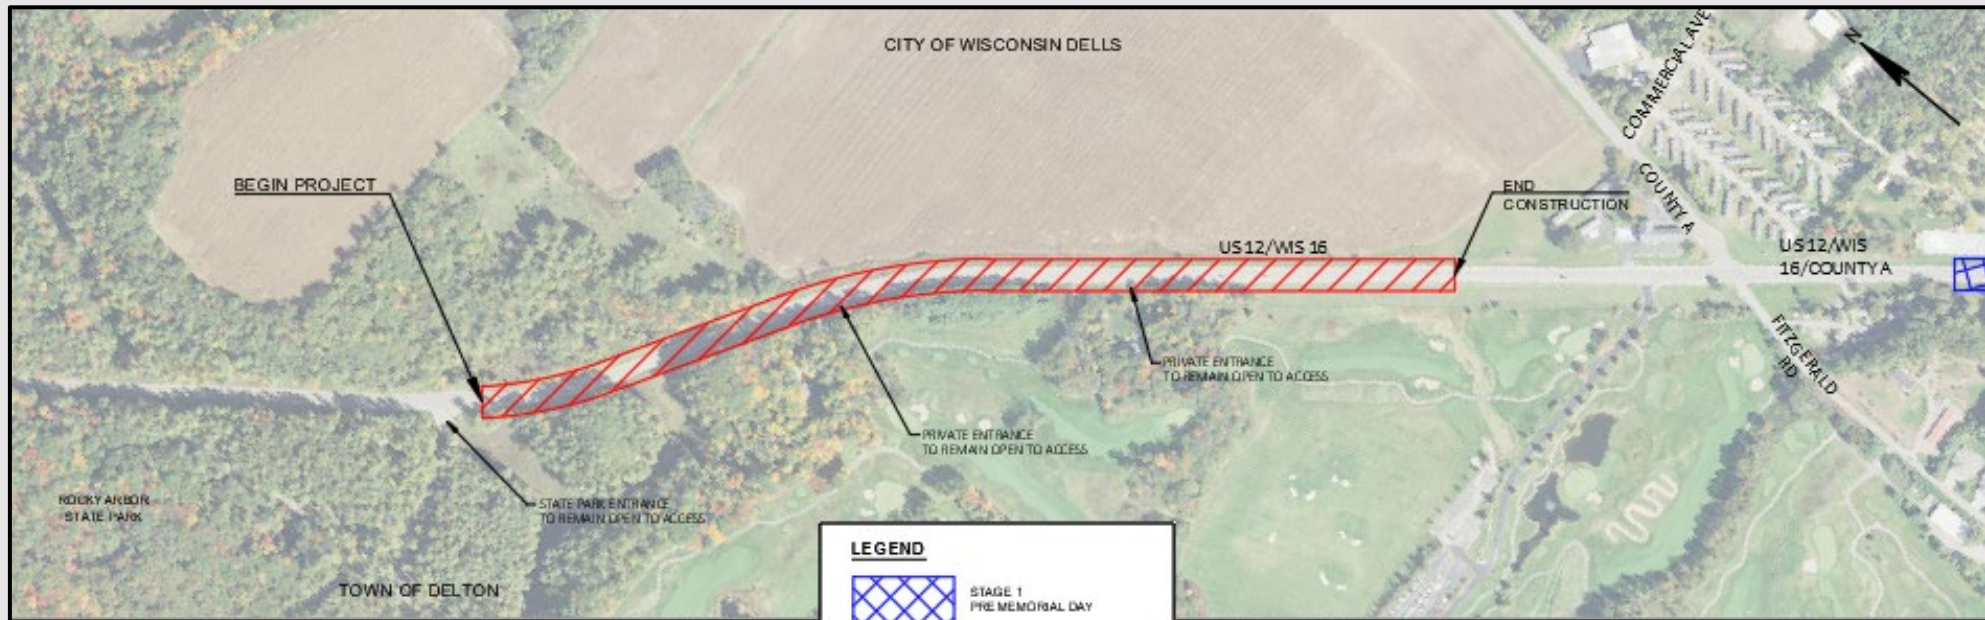 CITY OF WISCONSIN DELLS
N
COMMERCIAL AVE
BEGIN PROJECT
COUNTY A
END
CONSTRUCTION
US 12/WIS 16
US 12/WIS
16/COUNTY A
FITZGERALD
RD
PRIVATE ENTRANCE
TO REMAIN OPEN TO ACCESS
PRIVATE ENTRANCE
TO REMAIN OPEN TO ACCESS
ROCKY ARBOR
STATE PARK
STATE PARK ENTRANCE
TO REMAIN OPEN TO ACCESS
TOWN OF DELTON
LEGEND
STAGE 1
PRE MEMORIAL DAY